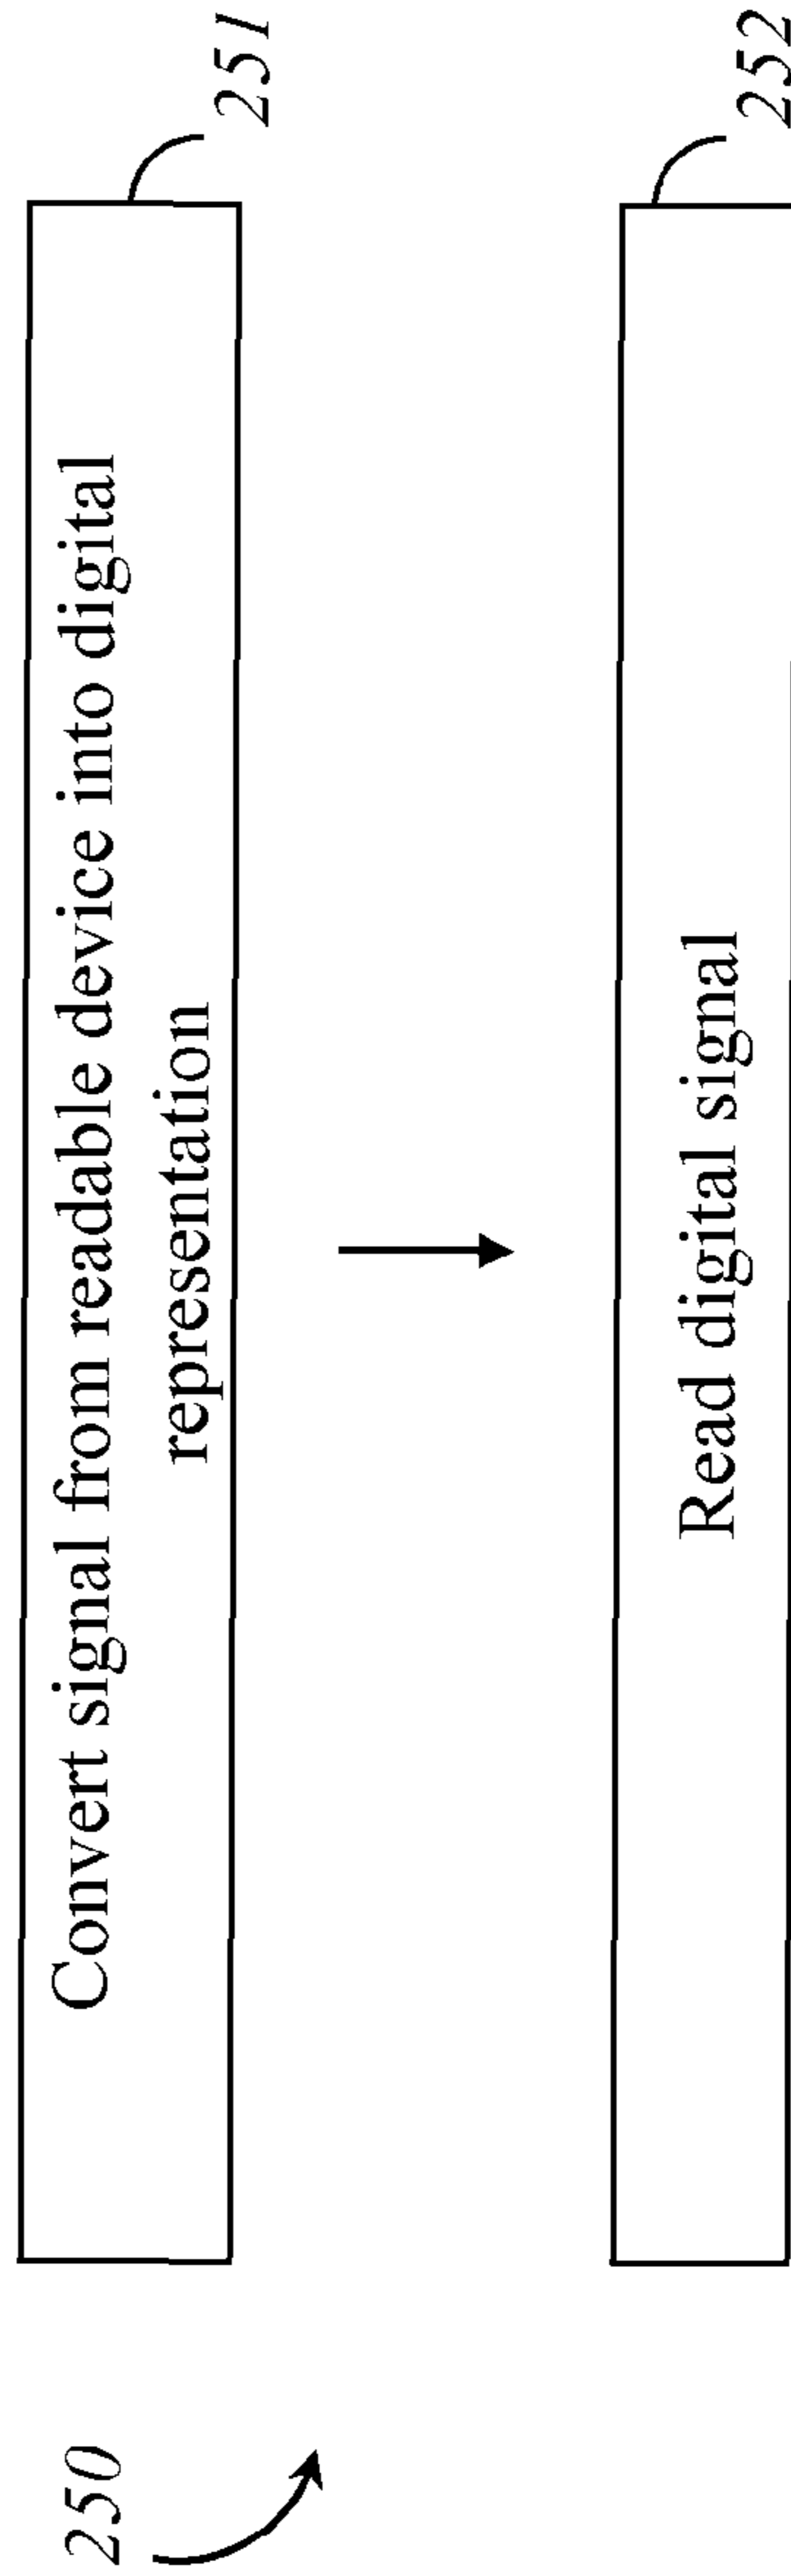 250
251
Convert signal from readable device into digital
representation
252
Read digital signal